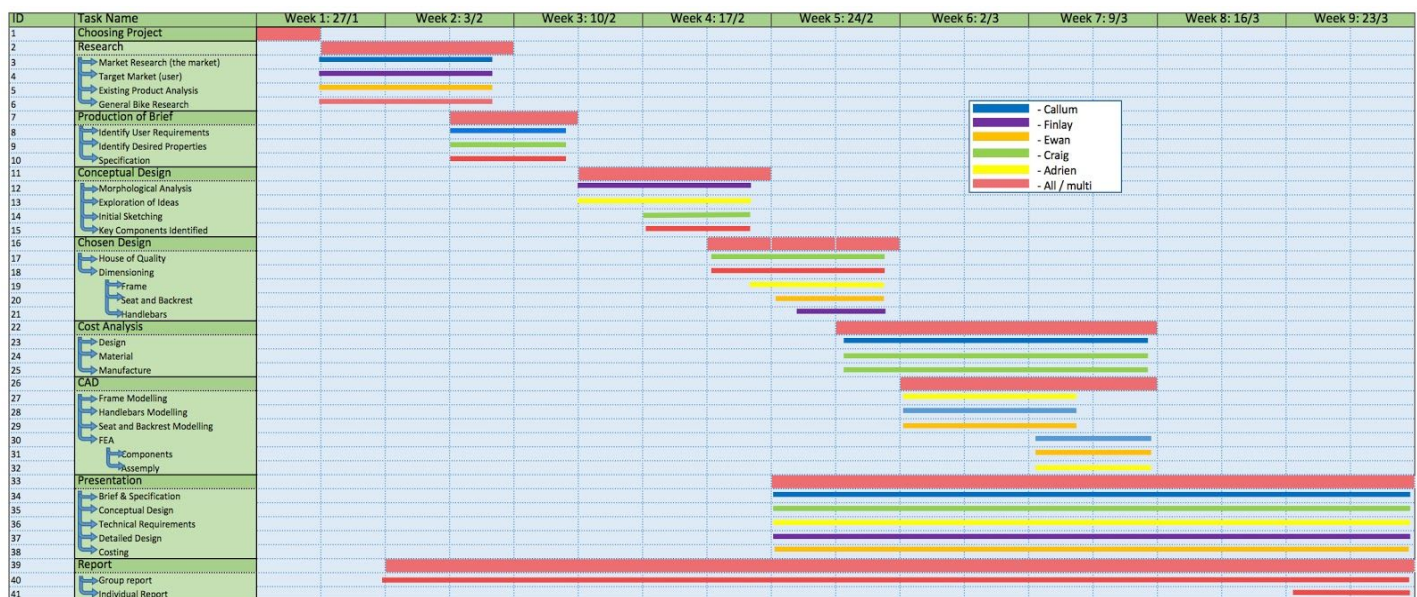 ID Task Name Week 1: 27/1 Week 2: 3/2 Week 3: 10/2 Week 4: 17/2 Week 5: 24/2 Week 6: 2/3 Week 7: 9/3 Week 8: 16/3 Week 9: 23/3
1 Choosing Project
2 Research
3 Market Research (the market)
4 Target Market (user)
5 Existing Product Analysis
6 General Bike Research
7 Production of Brief
8 Identify User Requirements
9 Identify Desired Properties
10 Specification
11 Conceptual Design
12 Morphological Analysis
13 Exploration of Ideas
14 Initial Sketching
15 Key Components Identified
16 Chosen Design
17 House of Quality
18 Dimensioning
19 Frame
20 Seat and Backrest
21 Handlebars
22 Cost Analysis
23 Design
24 Material
25 Manufacture
26 CAD
27 Frame Modelling
28 Handlebars Modelling
29 Seat and Backrest Modelling
30 FEA
31 Components
32 Assemply
33 Presentation
34 Brief & Specification
35 Conceptual Design
36 Technical Requirements
37 Detailed Design
38 Costing
39 Report
40 Group report
41 Individual Report
- Callum
- Finlay
- Ewan
- Craig
- Adrien
- All / multi